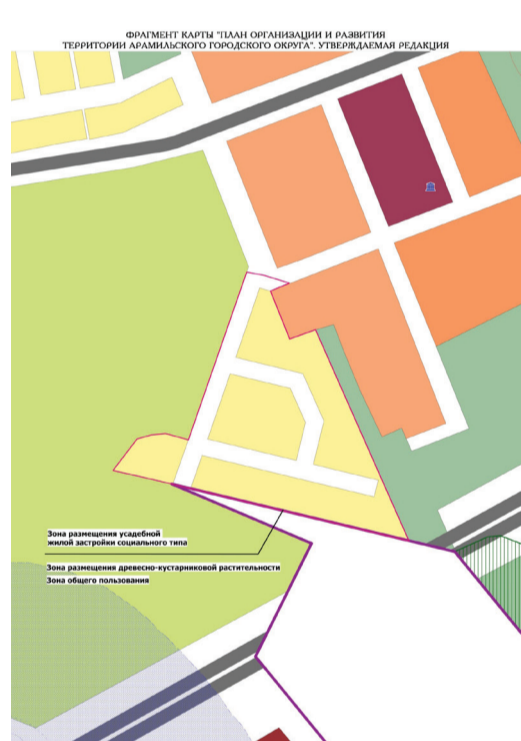 ФРАГМЕНТ КАРТЫ "ПЛАН ОРГАНИЗАЦИИ И РАЗВИТИЯ
ТЕРРИТОРИИ АРАМИЛЬСКОГО ГОРОДСКОГО ОКРУГА". УТВЕРЖДАЕМАЯ РЕДАКЦИЯ
Зона размещения усадебной
жилой застройки социального типа
Зона размещения древесно-кустарниковой растительности
Зона общего пользования